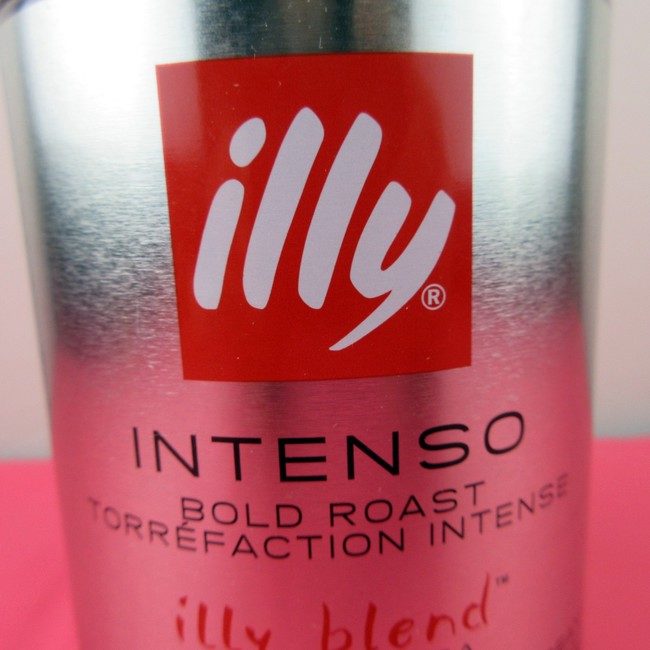 illy®
INTENSO
BOLD ROAST
TORRÉFACTION INTENSE
illy blend™